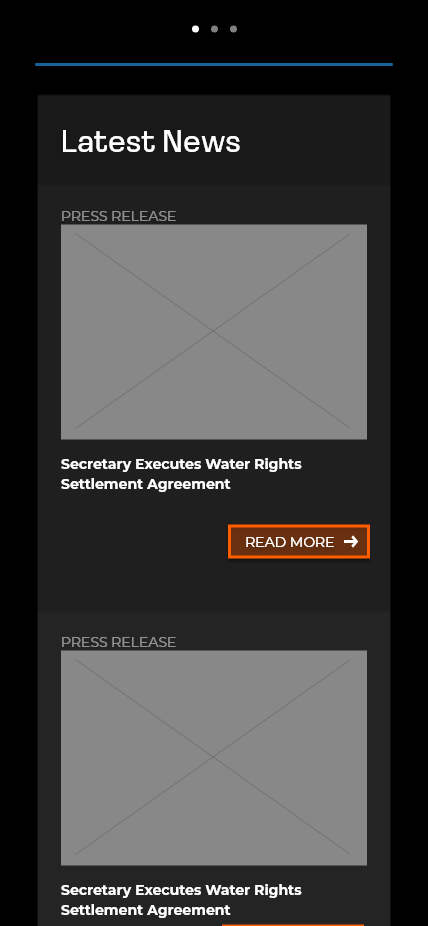 Latest News
PRESS RELEASE
Secretary Executes Water Rights
Settlement Agreement
READ MORE
PRESS RELEASE
Secretary Executes Water Rights
Settlement Agreement